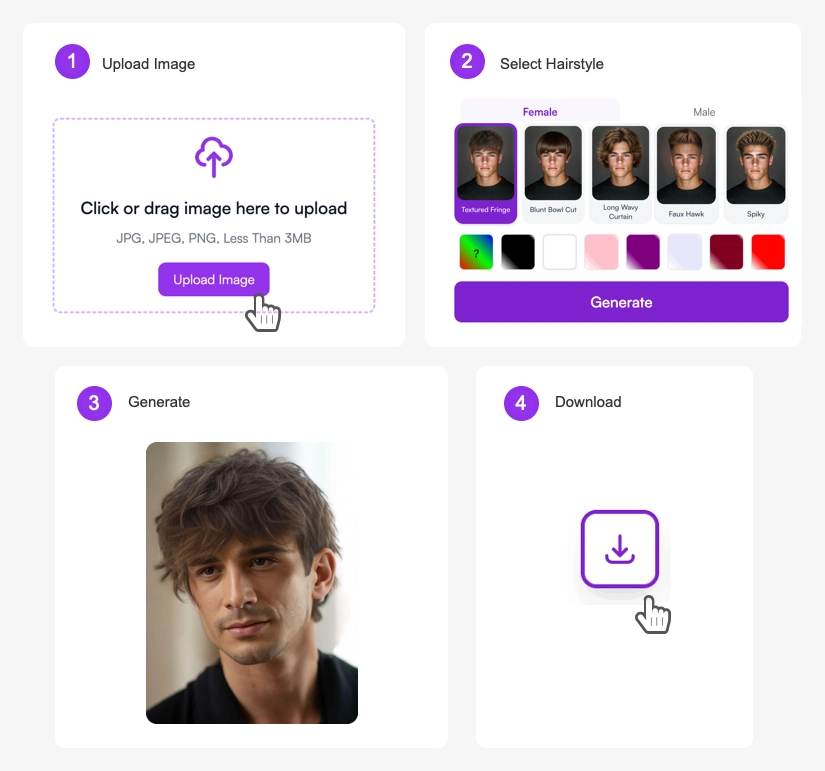 1
Upload Image
Click or drag image here to upload
JPG, JPEG, PNG, Less Than 3MB
Upload Image
2
Select Hairstyle
Female
Male
Textured Fringe
Blunt Bowl Cut
Long Wavy
Curtain
Faux Hawk
Spiky
?
Generate
3
Generate
4
Download